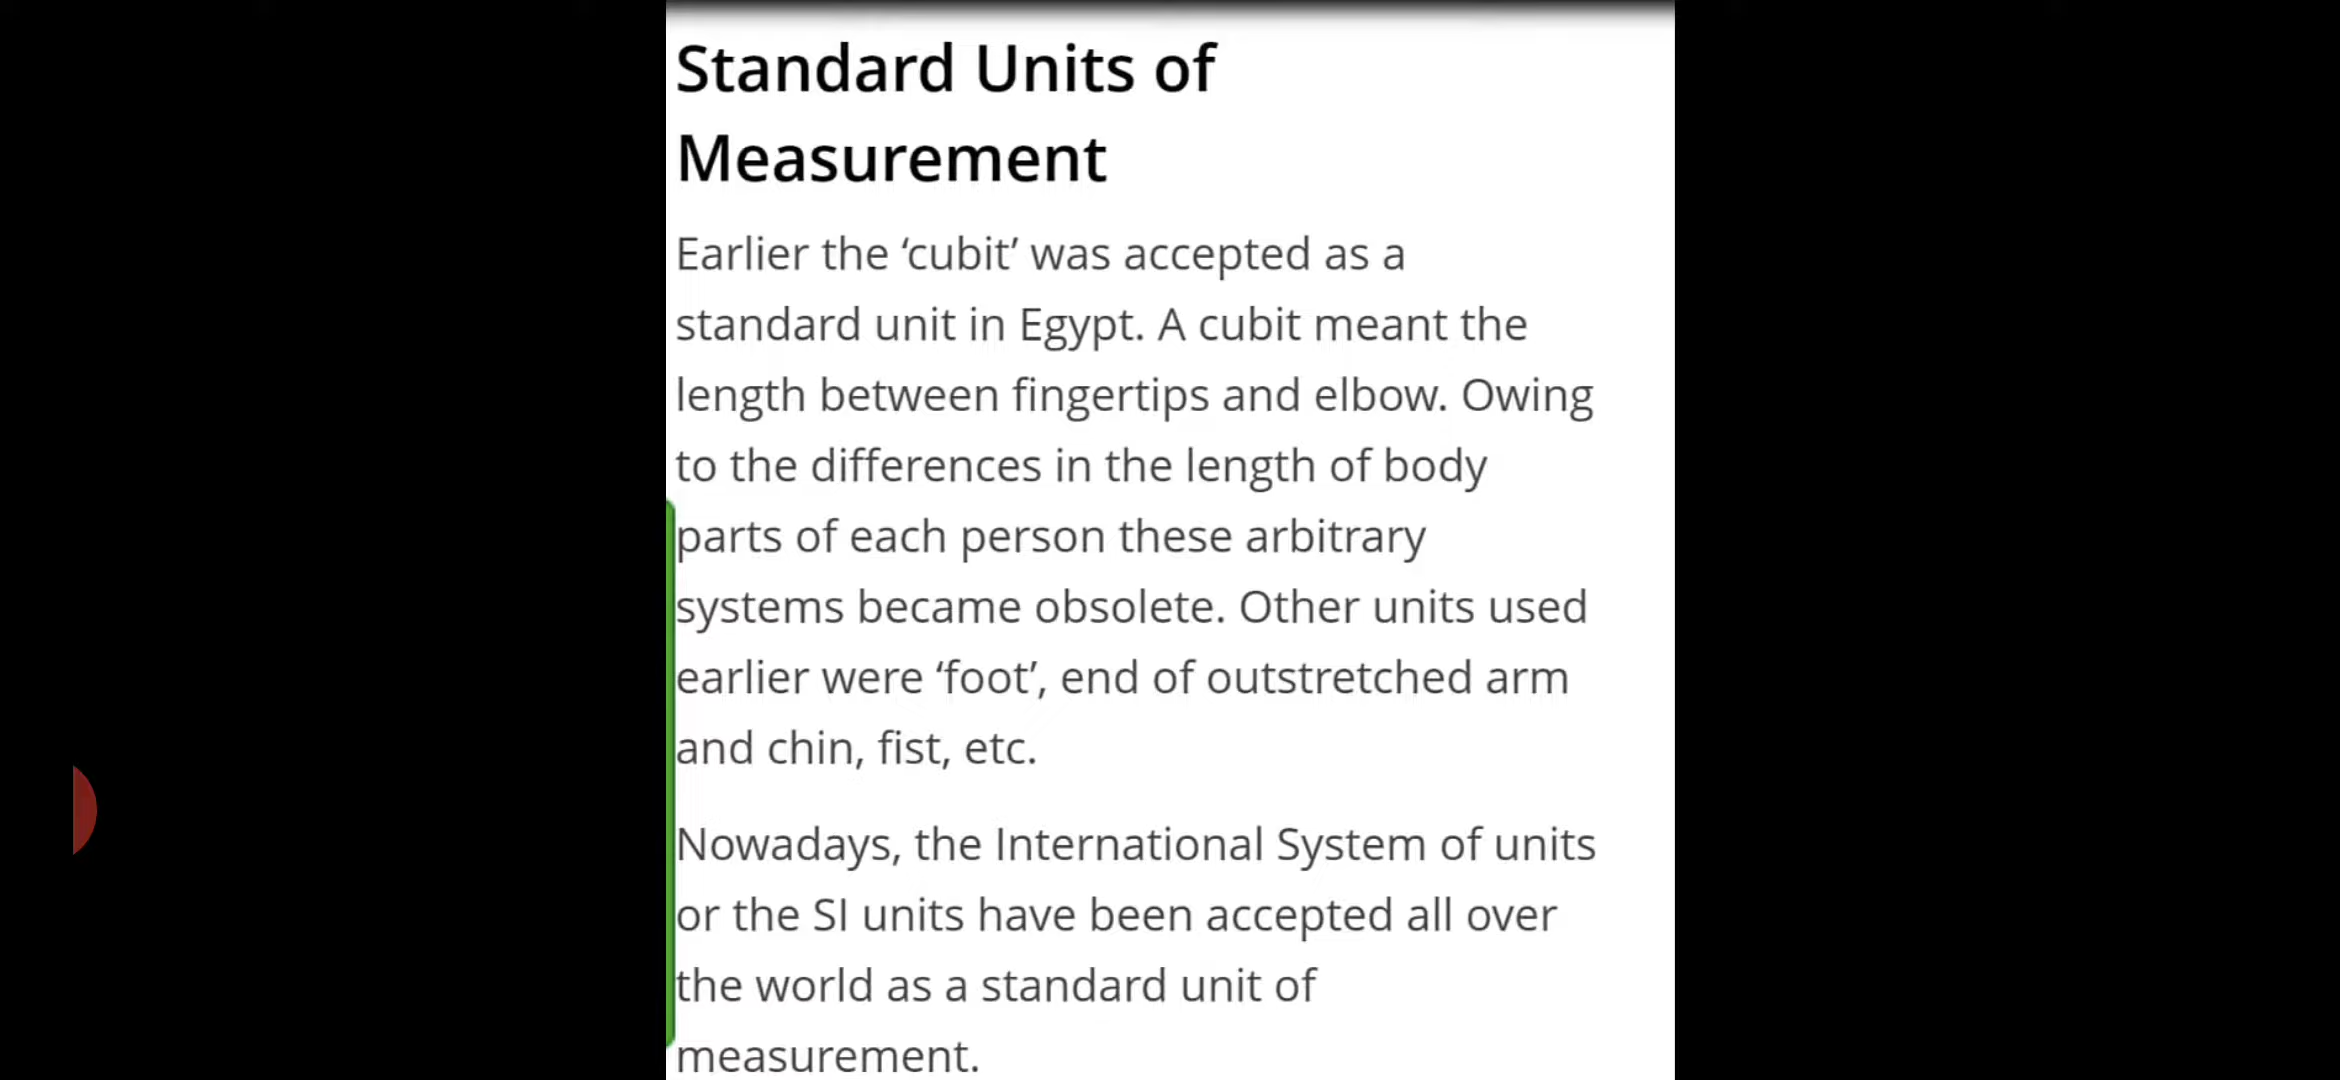 Standard Units of
Measurement
Earlier the ‘cubit’ was accepted as a
standard unit in Egypt. A cubit meant the
length between fingertips and elbow. Owing
to the differences in the length of body
parts of each person these arbitrary
systems became obsolete. Other units used
earlier were ‘foot’, end of outstretched arm
and chin, fist, etc.
Nowadays, the International System of units
or the SI units have been accepted all over
the world as a standard unit of
measurement.